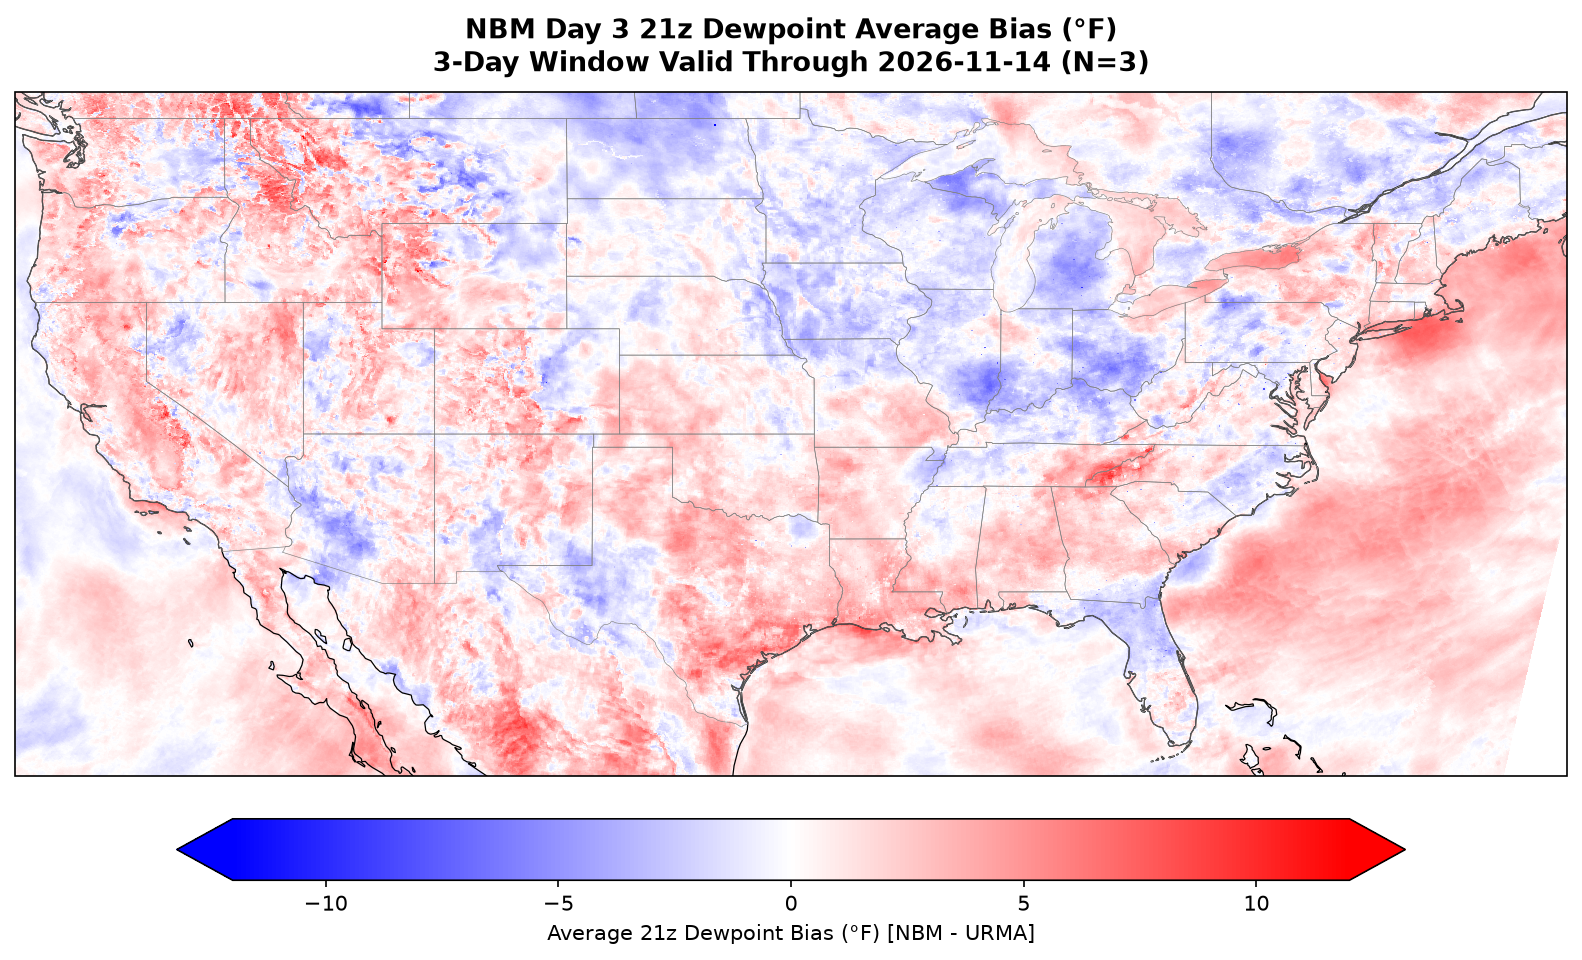 NBM Day 3 21z Dewpoint Average Bias (°F)
3-Day Window Valid Through 2026-11-14 (N=3)
−10 −5 0 5 10
Average 21z Dewpoint Bias (°F) [NBM - URMA]